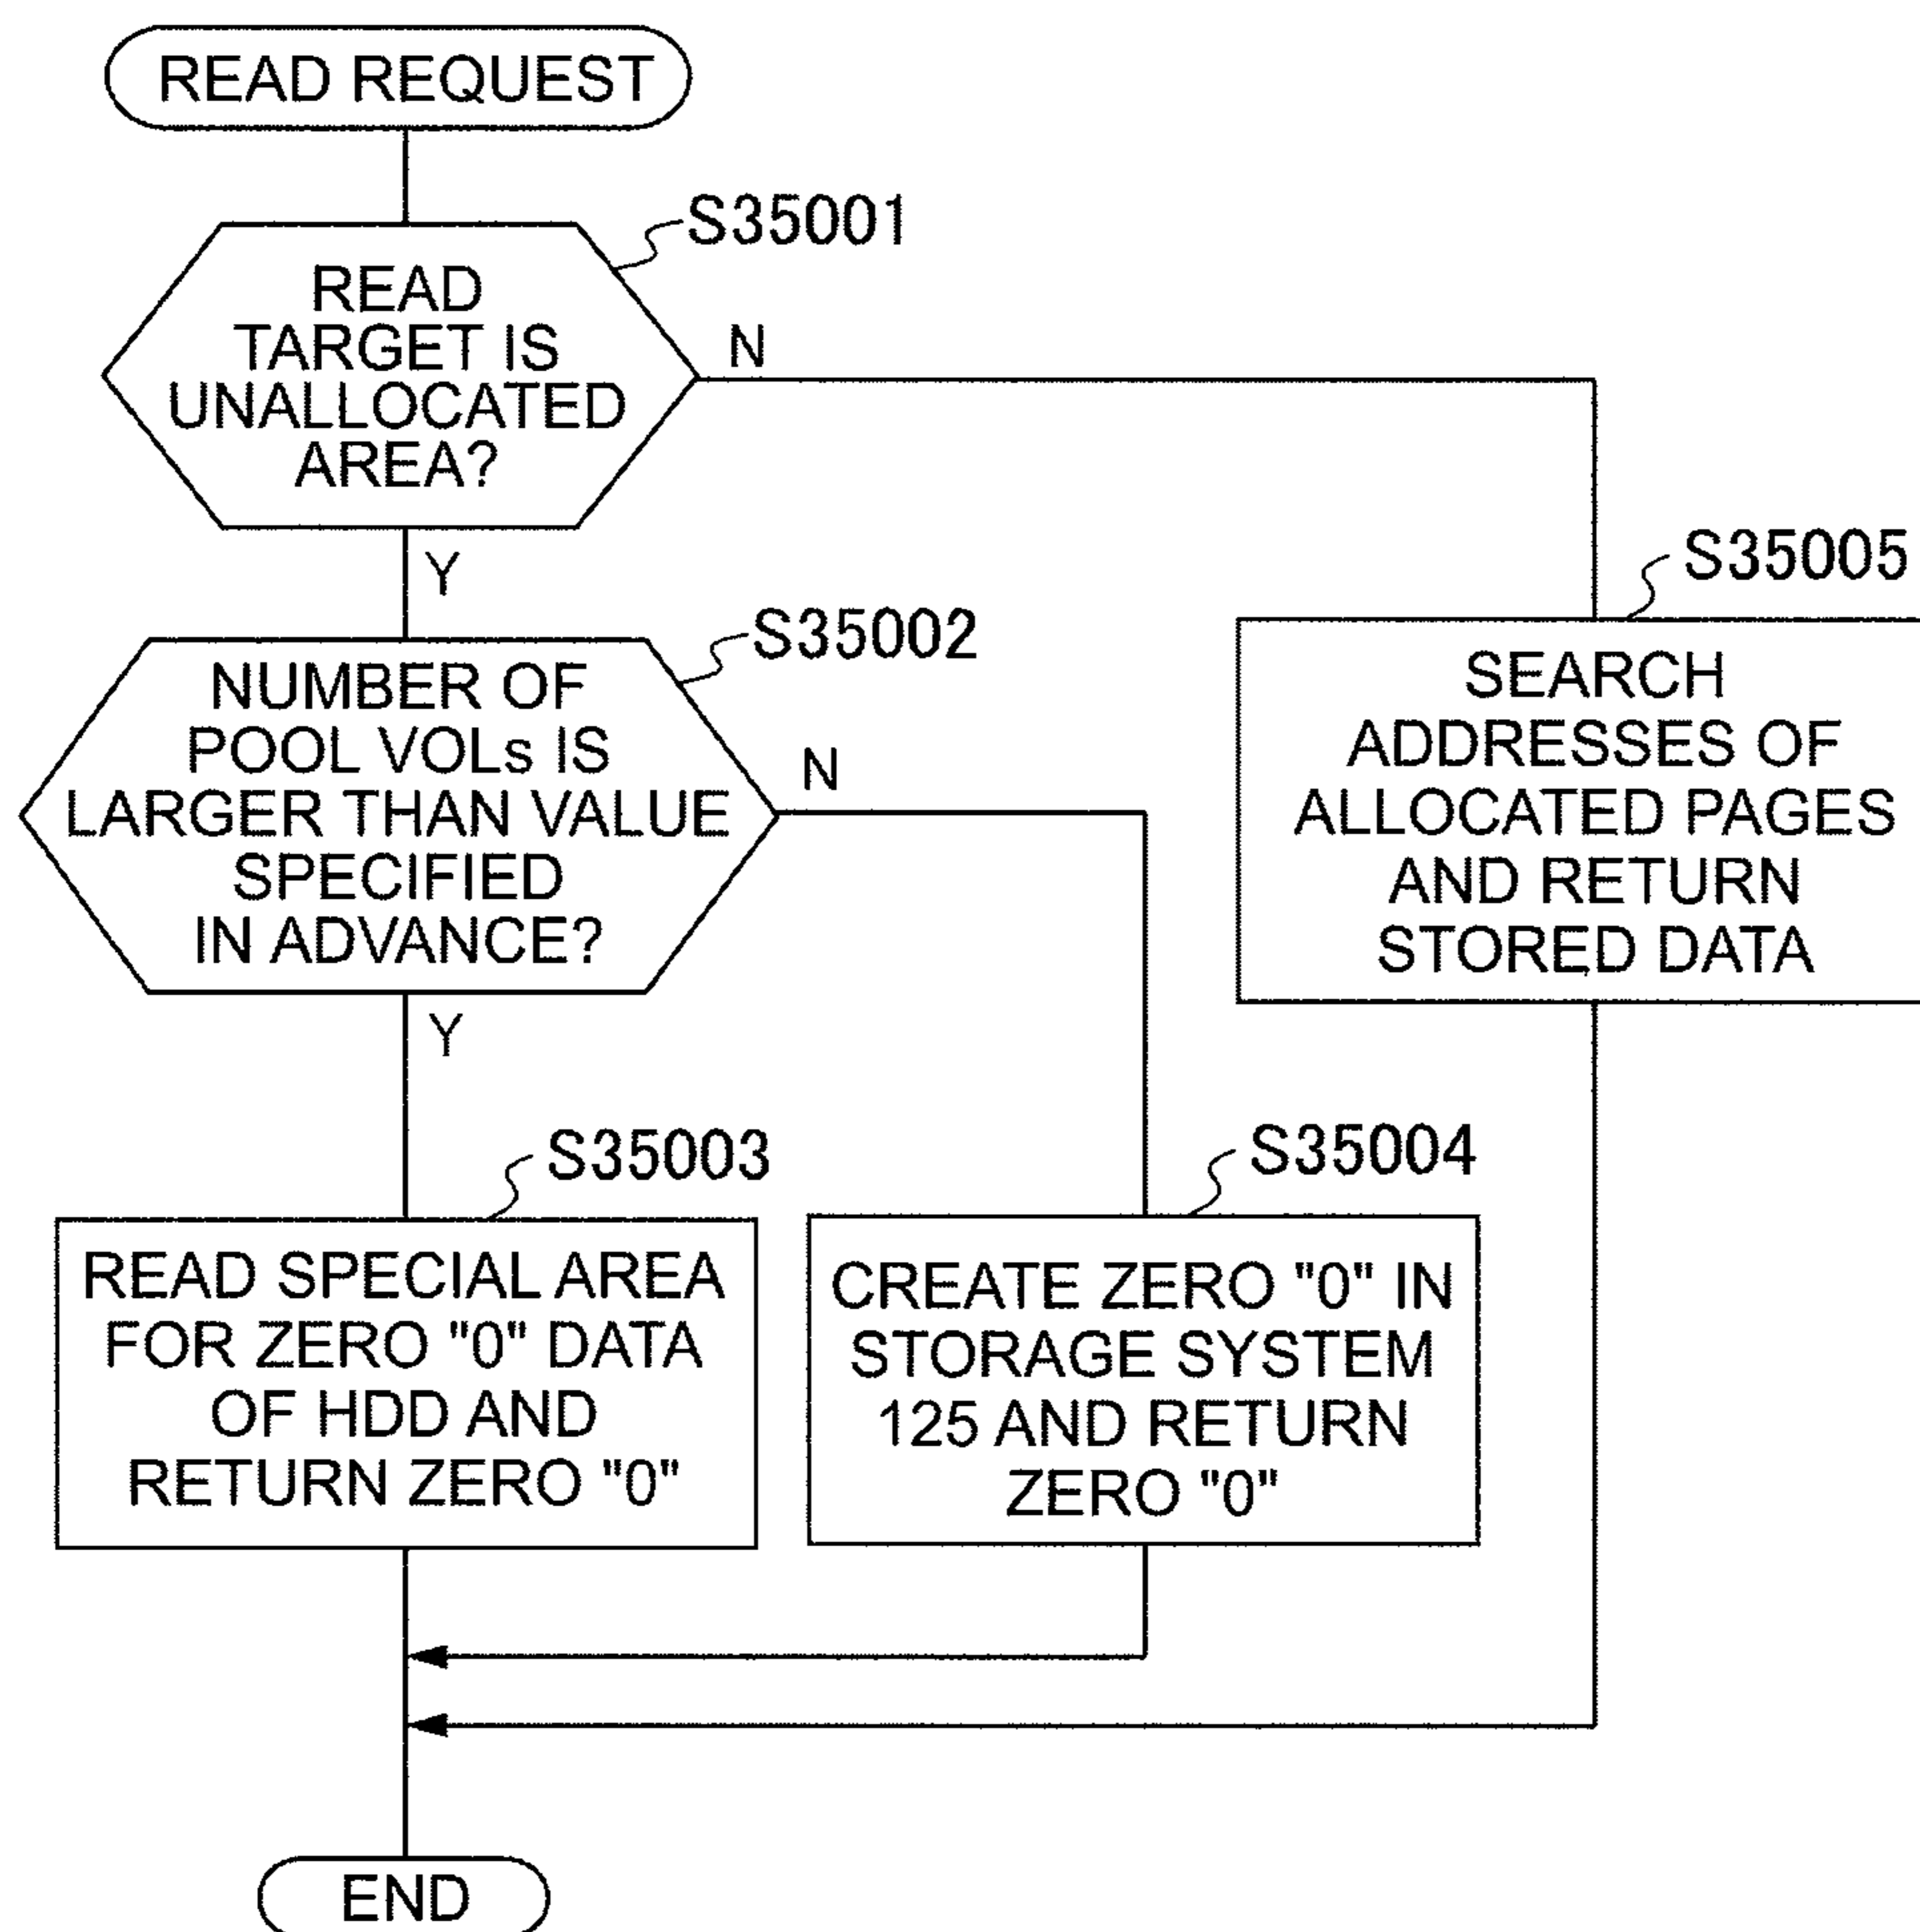 READ REQUEST
S35001
READ
TARGET IS
UNALLOCATED
AREA?
N
Y
S35002
NUMBER OF
POOL VOLs IS
LARGER THAN VALUE
SPECIFIED
IN ADVANCE?
N
Y
S35005
SEARCH
ADDRESSES OF
ALLOCATED PAGES
AND RETURN
STORED DATA
S35003
READ SPECIAL AREA
FOR ZERO "0" DATA
OF HDD AND
RETURN ZERO "0"
S35004
CREATE ZERO "0" IN
STORAGE SYSTEM
125 AND RETURN
ZERO "0"
END